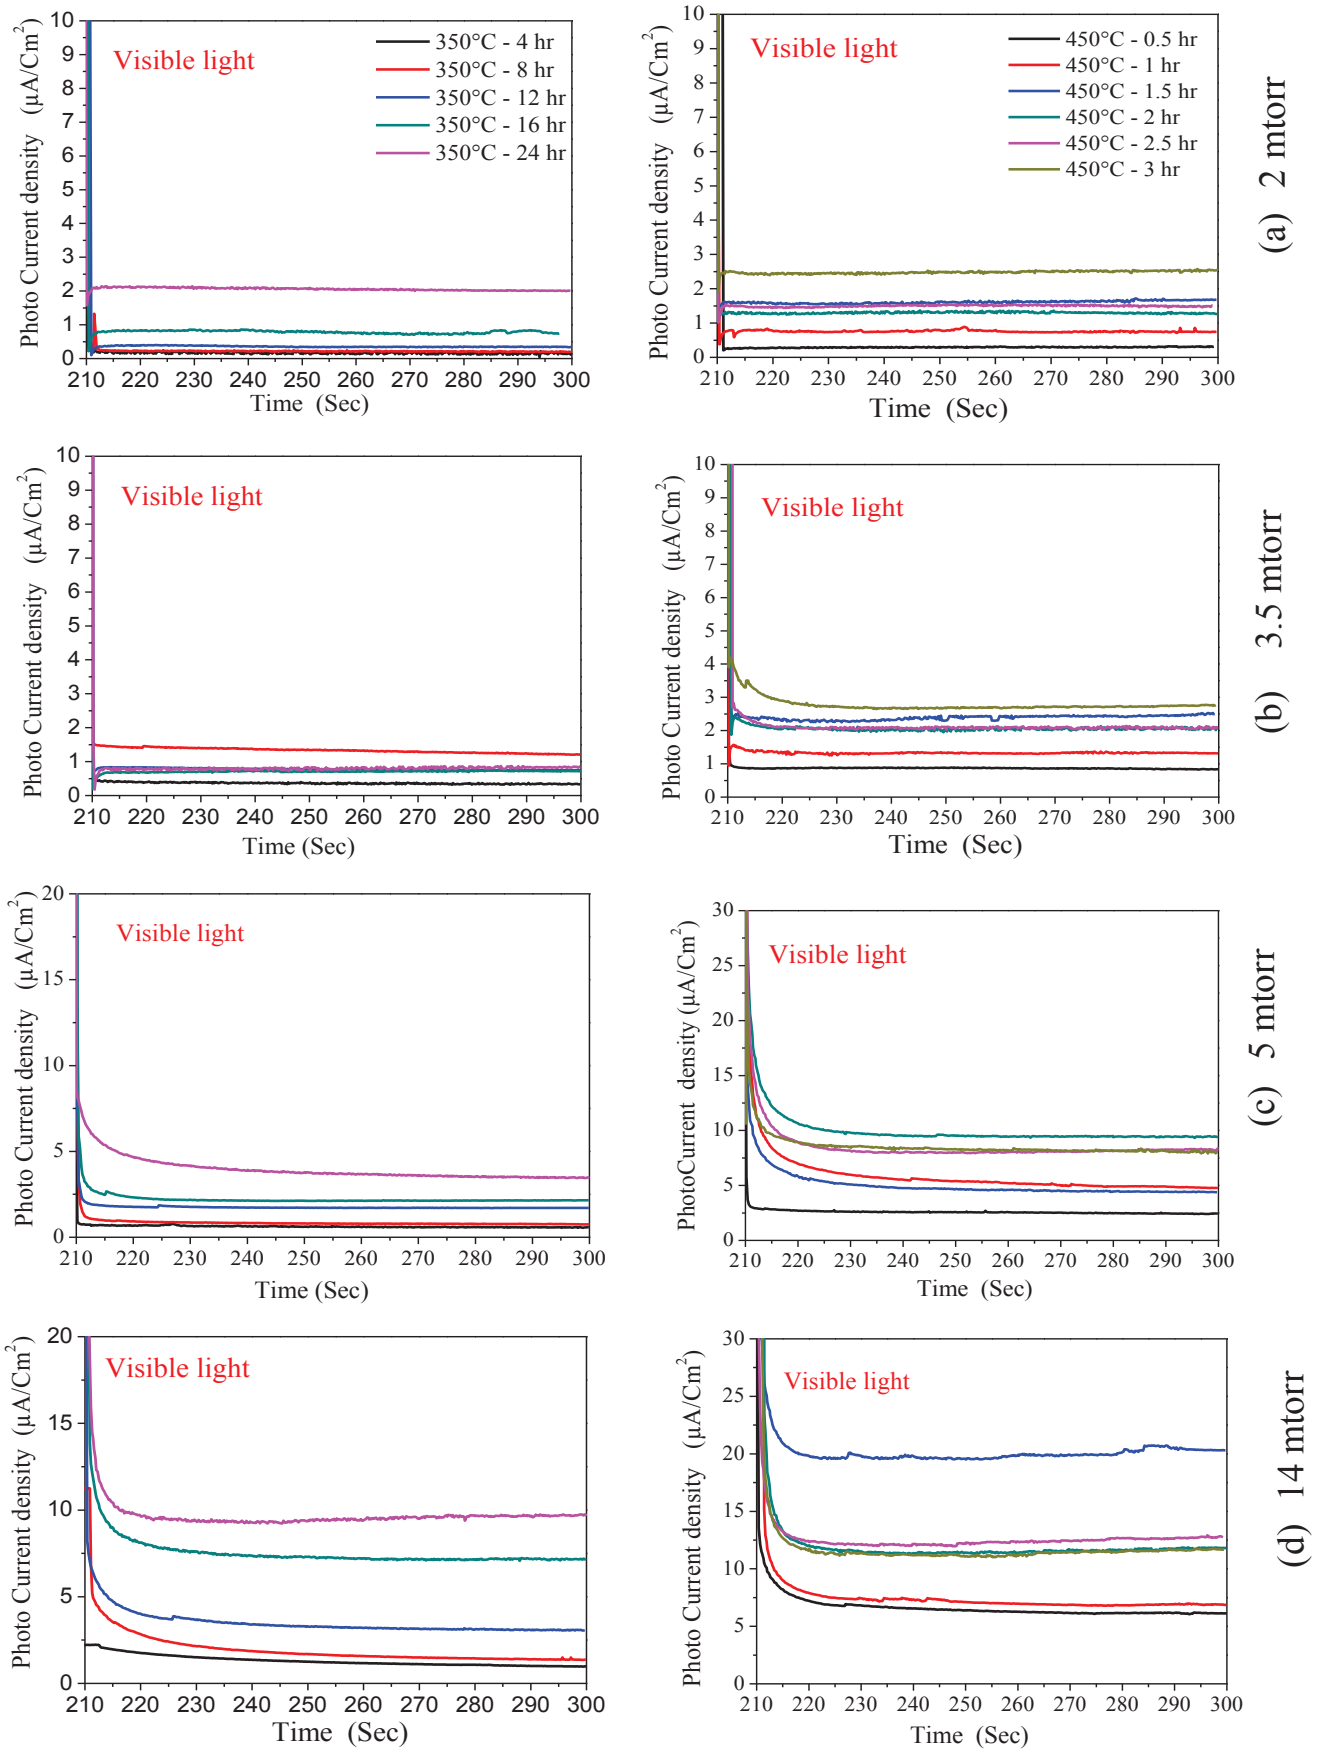 Visible light
350°C - 4 hr
350°C - 8 hr
350°C - 12 hr
350°C - 16 hr
350°C - 24 hr
Photo Current density (µA/Cm²)
10
9
8
7
6
5
4
3
2
1
0
210 220 230 240 250 260 270 280 290 300
Time (Sec)
Visible light
450°C - 0.5 hr
450°C - 1 hr
450°C - 1.5 hr
450°C - 2 hr
450°C - 2.5 hr
450°C - 3 hr
Photo Current density (µA/Cm²)
10
9
8
7
6
5
4
3
2
1
0
210 220 230 240 250 260 270 280 290 300
Time (Sec)
(a) 2 mtorr
Visible light
Photo Current density (µA/Cm²)
10
9
8
7
6
5
4
3
2
1
0
210 220 230 240 250 260 270 280 290 300
Time (Sec)
Visible light
Photo Current density (µA/Cm²)
10
9
8
7
6
5
4
3
2
1
0
210 220 230 240 250 260 270 280 290 300
Time (Sec)
(b) 3.5 mtorr
Visible light
Photo Current density (µA/Cm²)
20
15
10
5
0
210 220 230 240 250 260 270 280 290 300
Time (Sec)
Visible light
PhotoCurrent density (µA/Cm²)
30
25
20
15
10
5
0
210 220 230 240 250 260 270 280 290 300
Time (Sec)
(c) 5 mtorr
Visible light
Photo Current density (µA/Cm²)
20
15
10
5
0
210 220 230 240 250 260 270 280 290 300
Time (Sec)
Visible light
Photo Current density (µA/Cm²)
30
25
20
15
10
5
0
210 220 230 240 250 260 270 280 290 300
Time (Sec)
(d) 14 mtorr